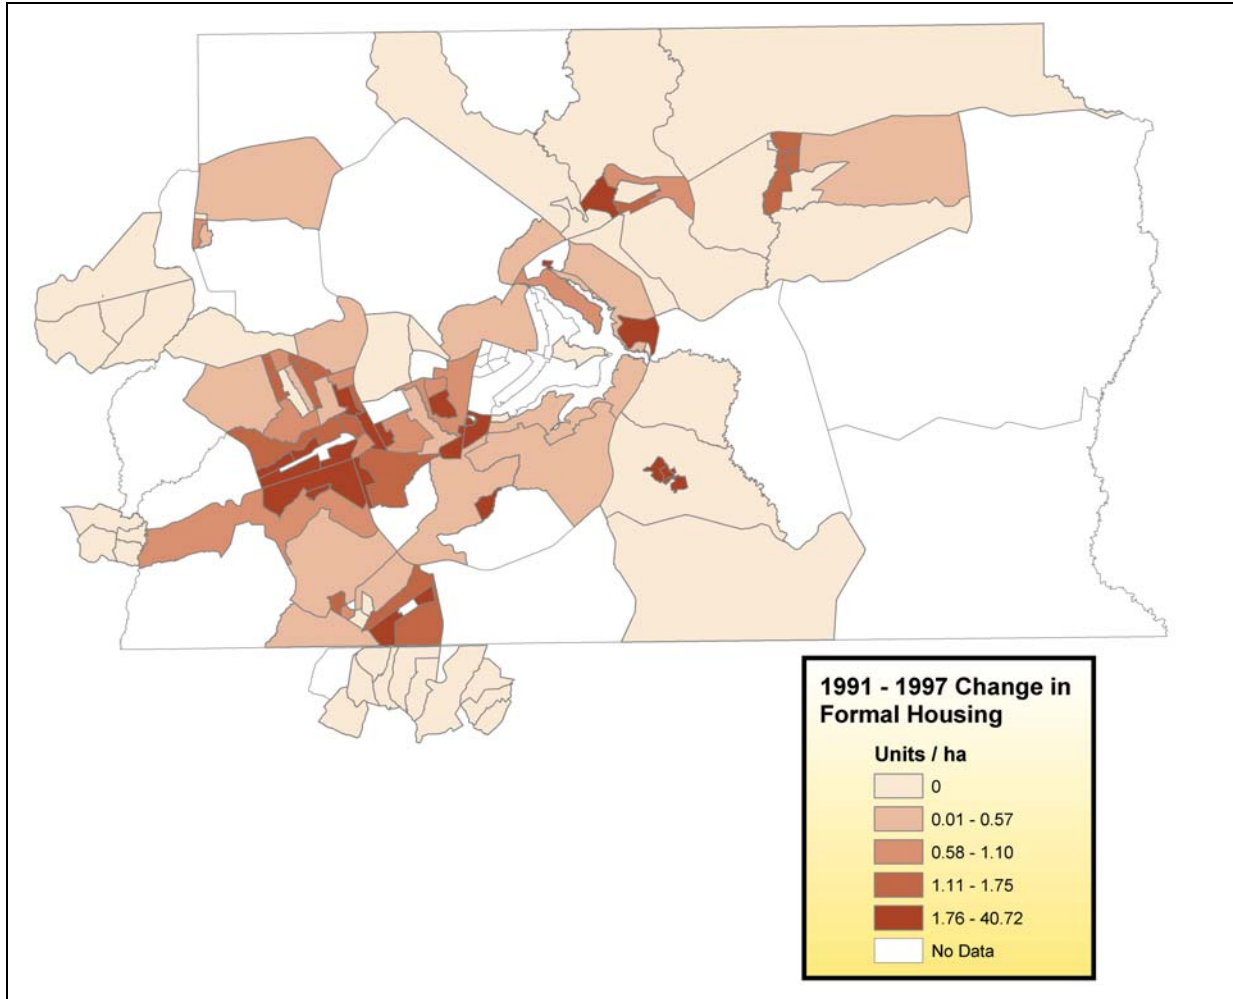 1991 - 1997 Change in
Formal Housing
Units / ha
0
0.01 - 0.57
0.58 - 1.10
1.11 - 1.75
1.76 - 40.72
No Data